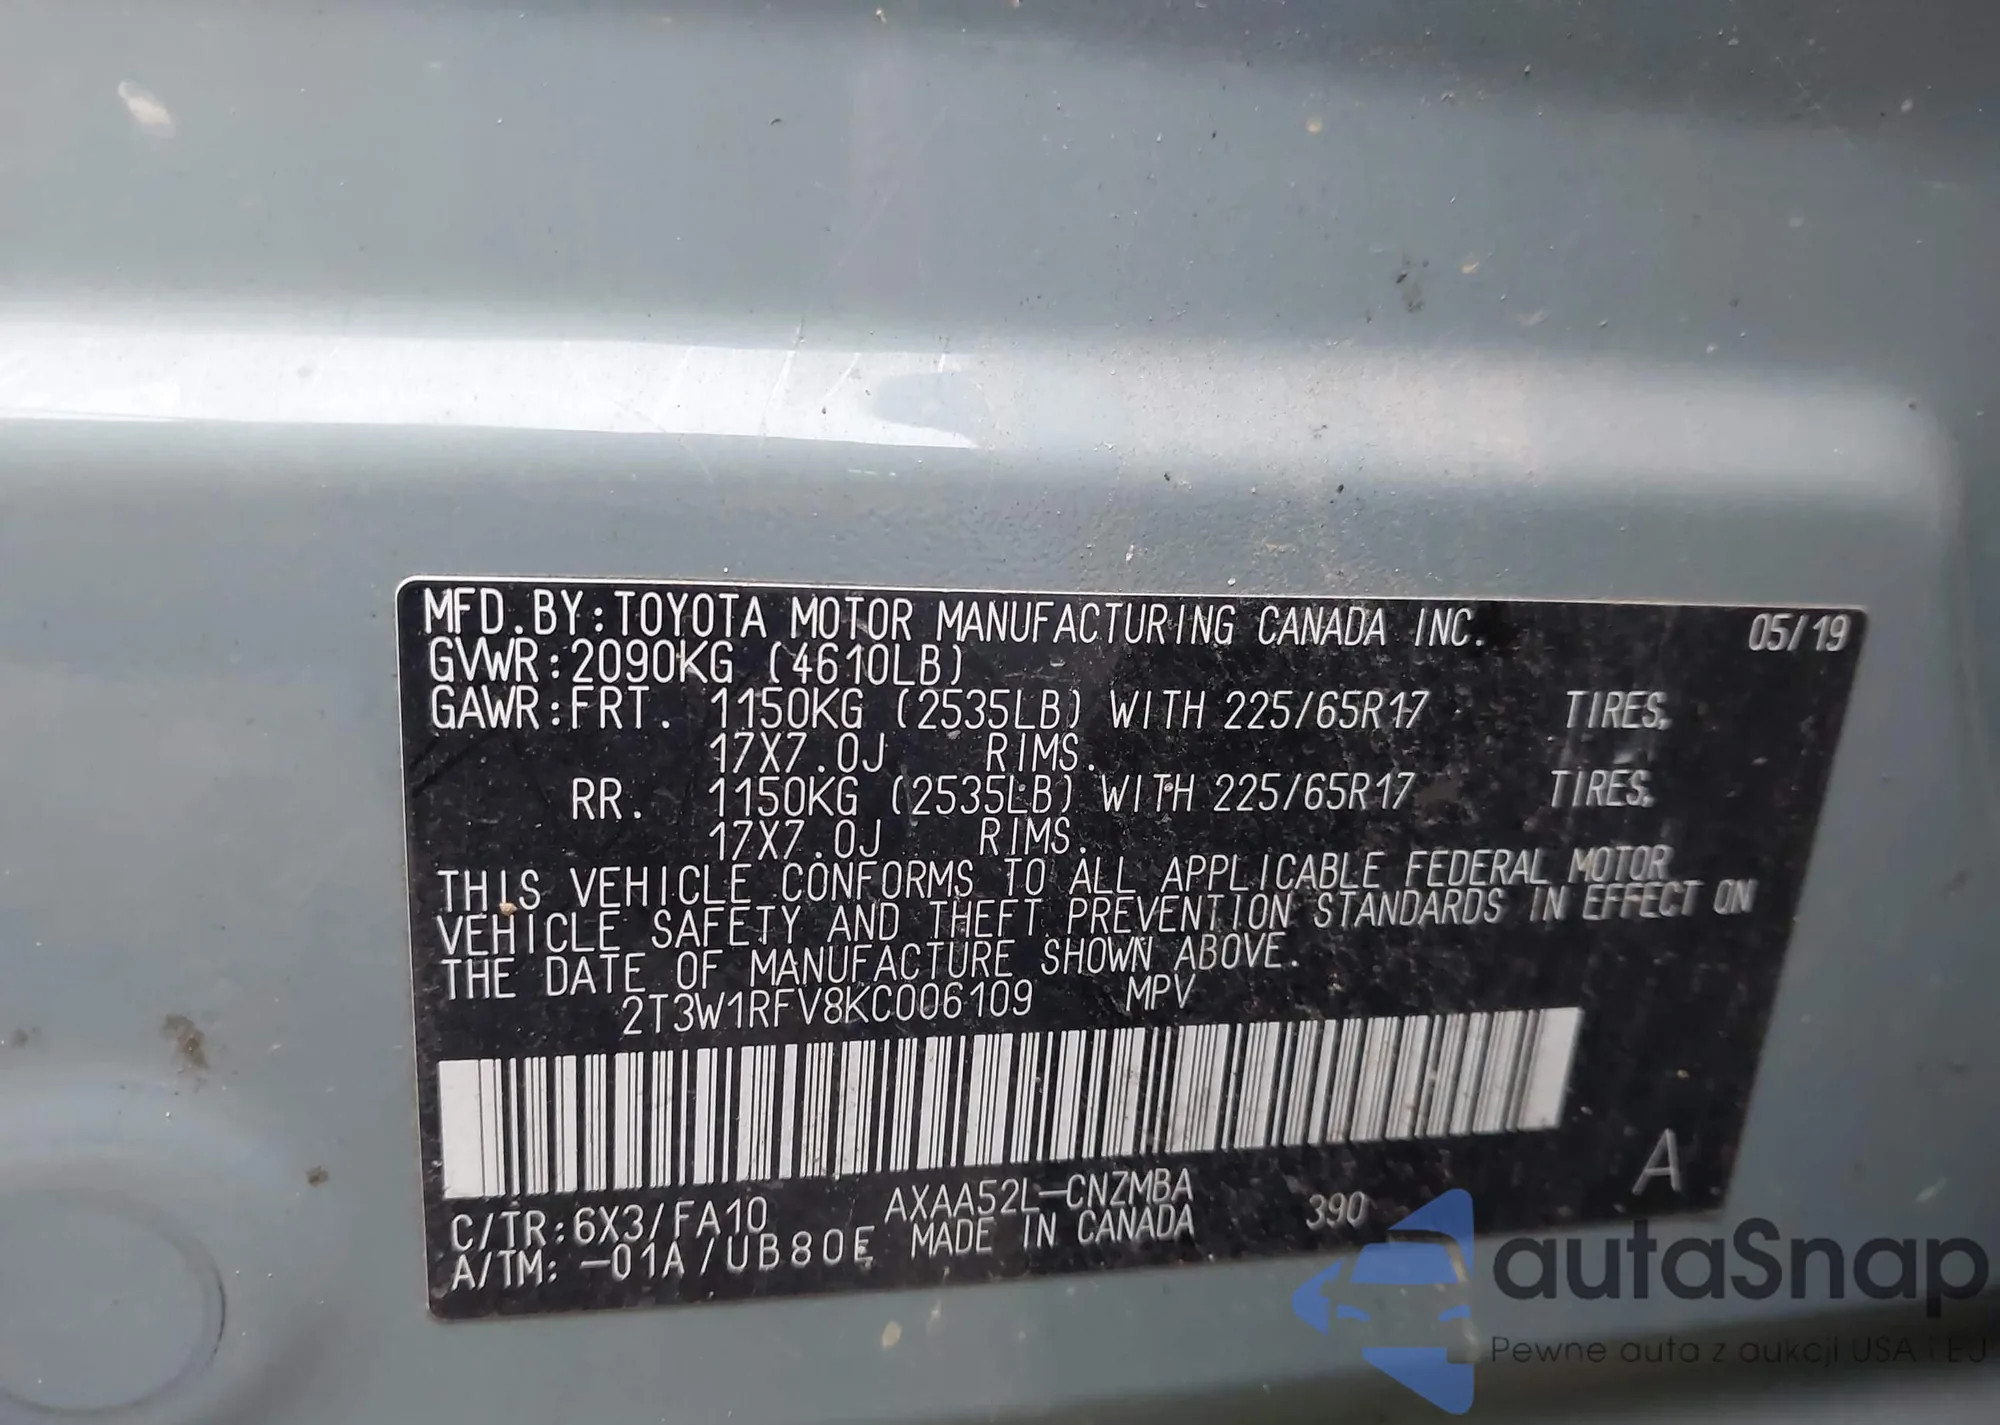 MFD.BY:TOYOTA MOTOR MANUFACTURING CANADA INC. 05/19
GVWR:2090KG (4610LB)
GAWR:FRT. 1150KG (2535LB) WITH 225/65R17 TIRES,
17X7.0J RIMS.
RR. 1150KG (2535LB) WITH 225/65R17 TIRES,
17X7.0J RIMS.
THIS VEHICLE CONFORMS TO ALL APPLICABLE FEDERAL MOTOR
VEHICLE SAFETY AND THEFT PREVENTION STANDARDS IN EFFECT ON
THE DATE OF MANUFACTURE SHOWN ABOVE.
2T3W1RFV8KC006109 MPV
A
C/TR:6X3/FA10 AXAA52L-CNZMBA 390
A/TM: -01A/UB80E MADE IN CANADA
autaSnap
Pewne auta z aukcji USA i EU